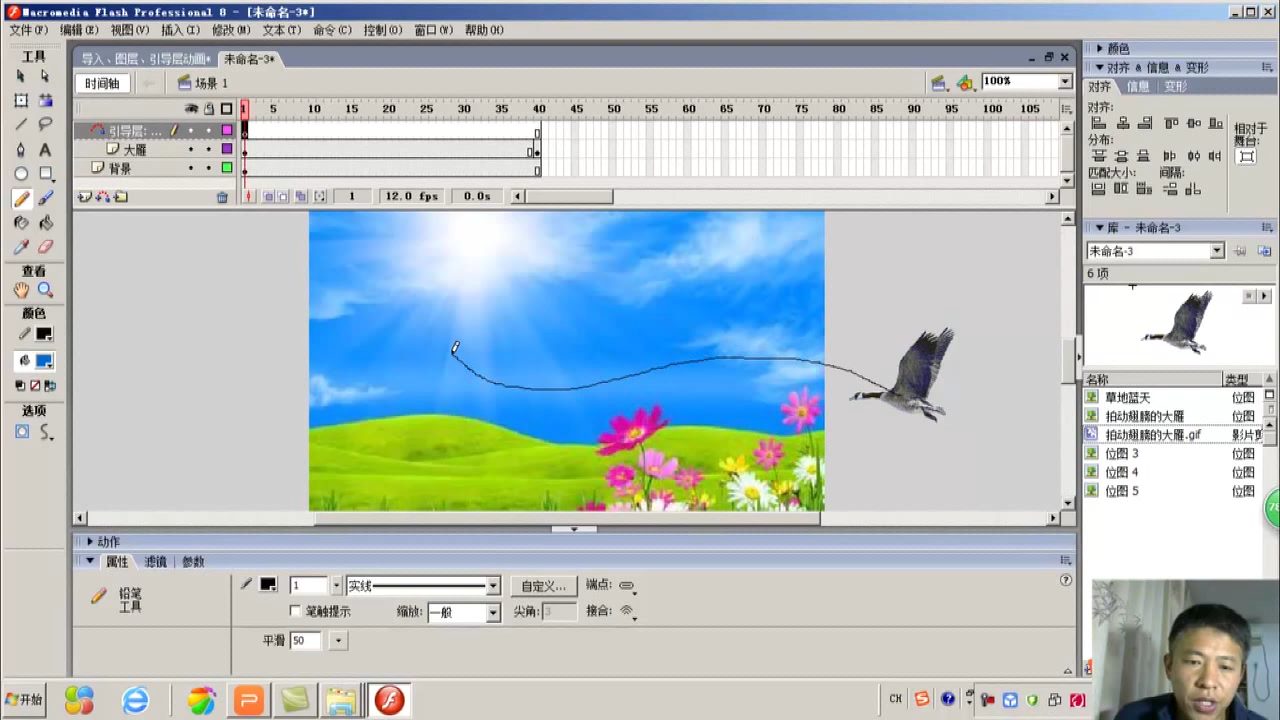 Macromedia Flash Professional 8 - [未命名-3*]
文件(F) 编辑(E) 视图(V) 插入(I) 修改(M) 文本(T) 命令(C) 控制(O) 窗口(W) 帮助(H)
工具
导入、图层、引导层动画* 未命名-3*
时间轴 场景 1 100%
5 10 15 20 25 30 35 40 45 50 55 60 65 70 75 80 85 90 95 100 105
引导层: ...
大雁
背景
1 12.0 fps 0.0s
查看
颜色
选项
颜色
对齐 & 信息 & 变形
对齐 信息 变形
对齐:
相对于
舞台:
分布:
匹配大小: 间隔:
库 - 未命名-3
未命名-3
6 项
名称 类型
草地蓝天 位图
拍动翅膀的大雁 位图
拍动翅膀的大雁.gif 影片剪
位图 3 位图
位图 4 位图
位图 5 位图
动作
属性 滤镜 参数
铅笔
工具
1 实线 自定义... 端点:
笔触提示 缩放: 一般 尖角: 3 接合:
平滑 50
开始
CH